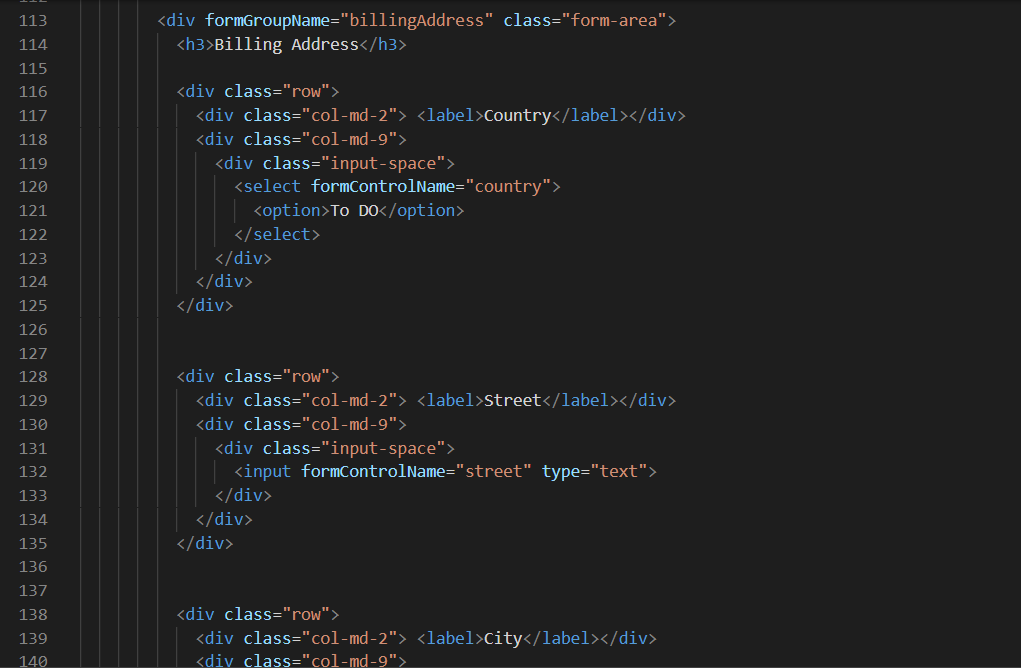 112
113 <div formGroupName="billingAddress" class="form-area">
114 <h3>Billing Address</h3>
115
116 <div class="row">
117 <div class="col-md-2"> <label>Country</label></div>
118 <div class="col-md-9">
119 <div class="input-space">
120 <select formControlName="country">
121 <option>To DO</option>
122 </select>
123 </div>
124 </div>
125 </div>
126
127
128 <div class="row">
129 <div class="col-md-2"> <label>Street</label></div>
130 <div class="col-md-9">
131 <div class="input-space">
132 <input formControlName="street" type="text">
133 </div>
134 </div>
135 </div>
136
137
138 <div class="row">
139 <div class="col-md-2"> <label>City</label></div>
140 <div class="col-md-9">